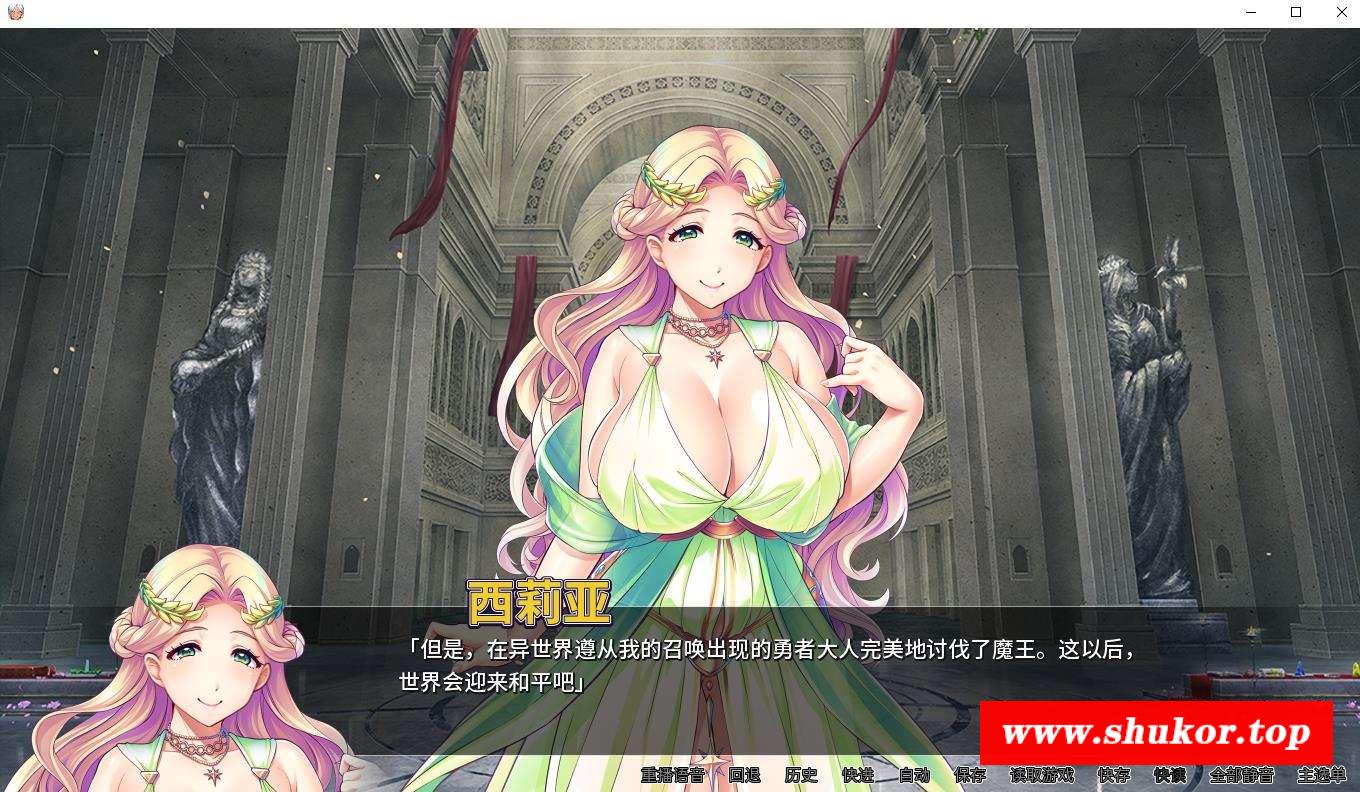 西莉亚
「但是，在异世界遵从我的召唤出现的勇者大人完美地讨伐了魔王。这以后，
世界会迎来和平吧」
www.shukor.top
重播语音 回退 历史 快进 自动 保存 读取游戏 快存 快读 全部静音 主选单